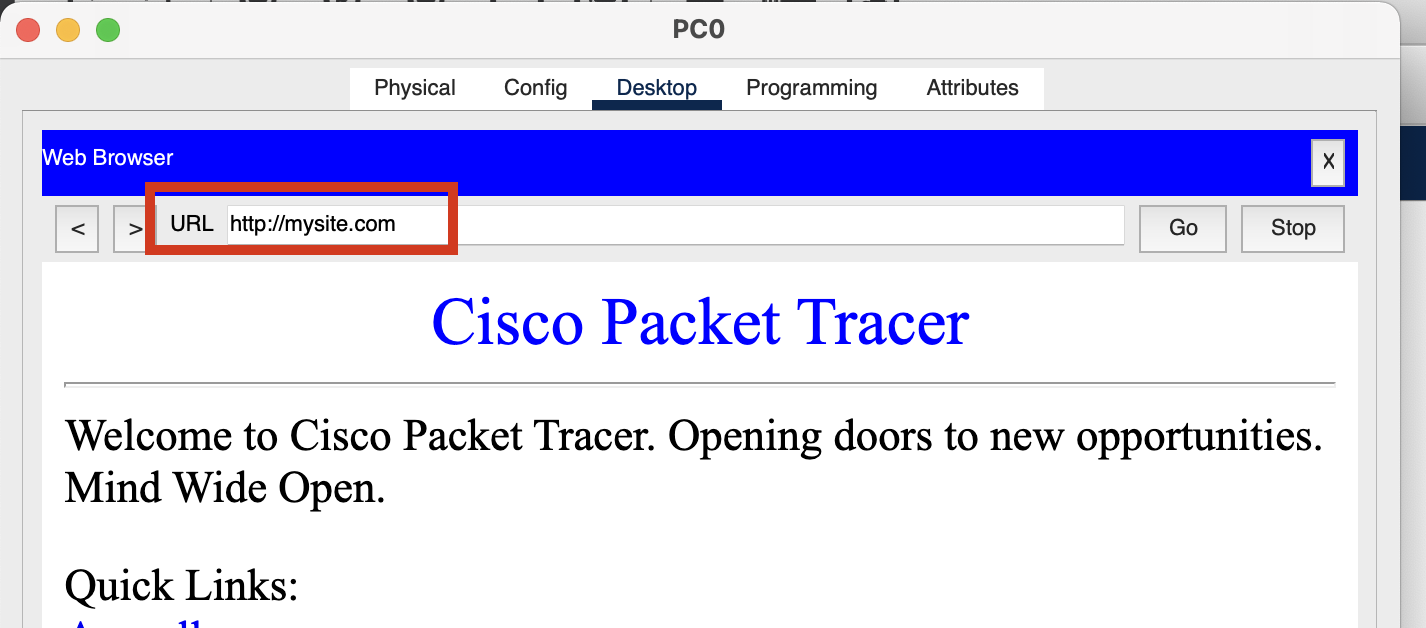 PC0
Physical Config Desktop Programming Attributes
Web Browser X
< > URL http://mysite.com Go Stop
Cisco Packet Tracer
Welcome to Cisco Packet Tracer. Opening doors to new opportunities.
Mind Wide Open.
Quick Links: